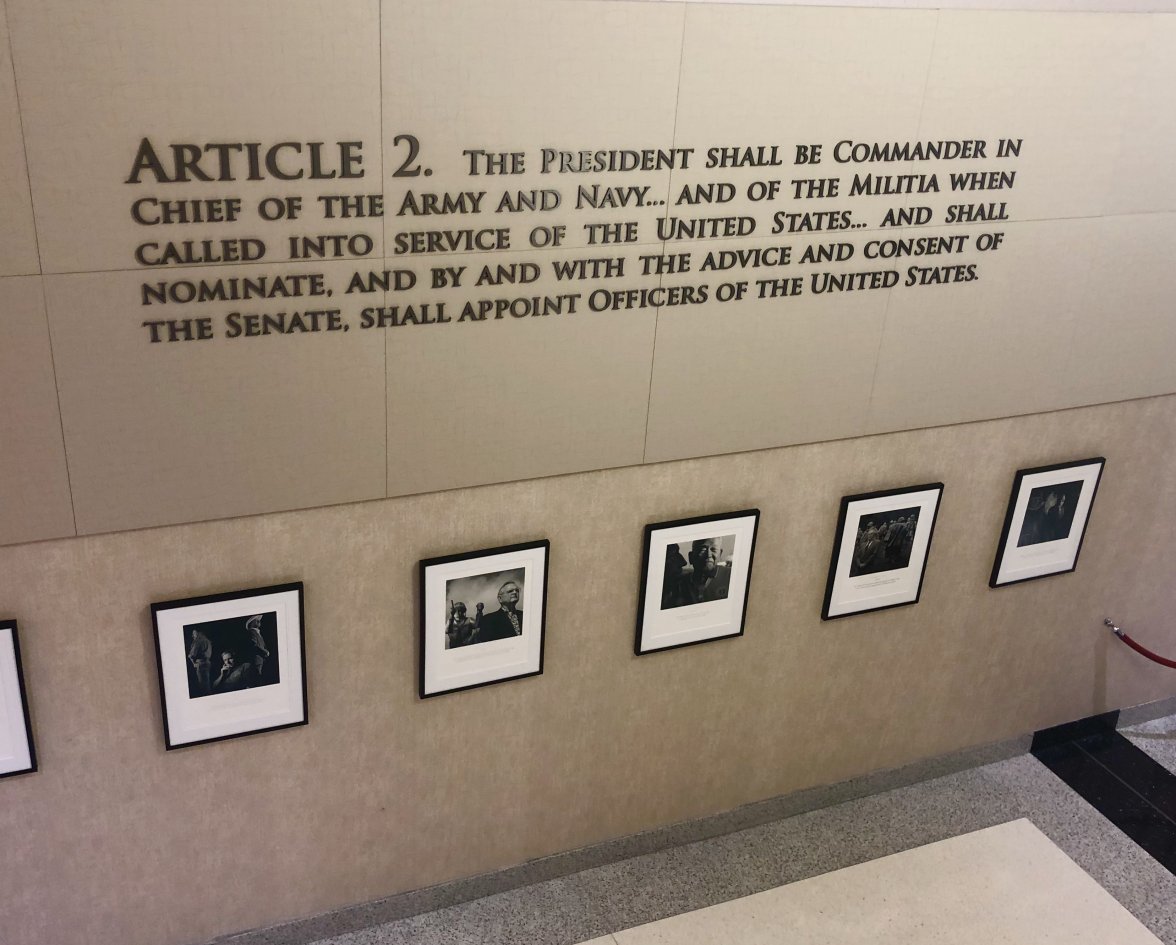 ARTICLE 2. THE PRESIDENT SHALL BE COMMANDER IN
CHIEF OF THE ARMY AND NAVY... AND OF THE MILITIA WHEN
CALLED INTO SERVICE OF THE UNITED STATES... AND SHALL
NOMINATE, AND BY AND WITH THE ADVICE AND CONSENT OF
THE SENATE, SHALL APPOINT OFFICERS OF THE UNITED STATES.